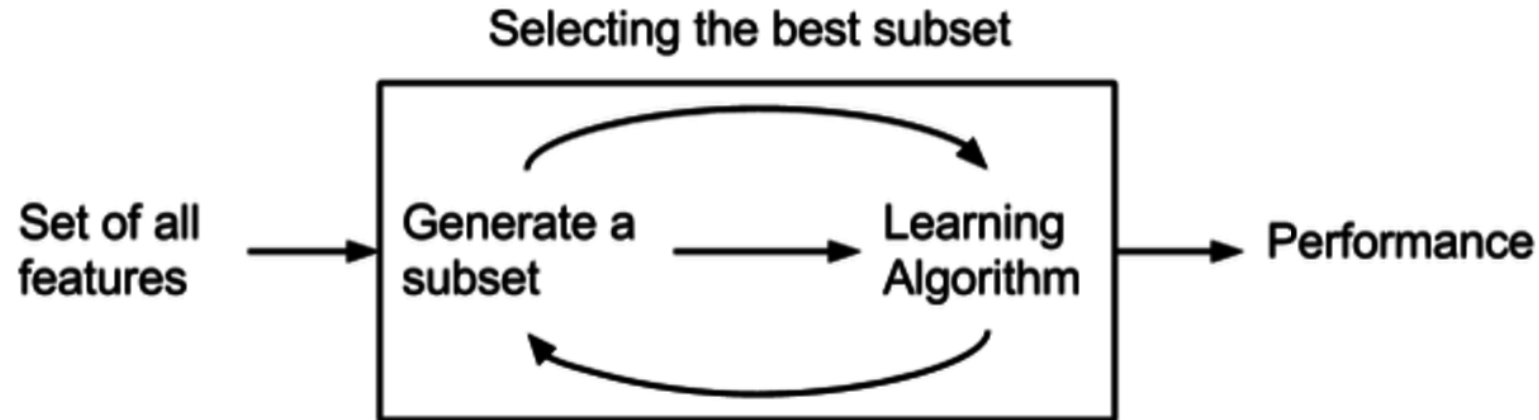 Selecting the best subset
Set of all
features
Generate a
subset
Learning
Algorithm
Performance